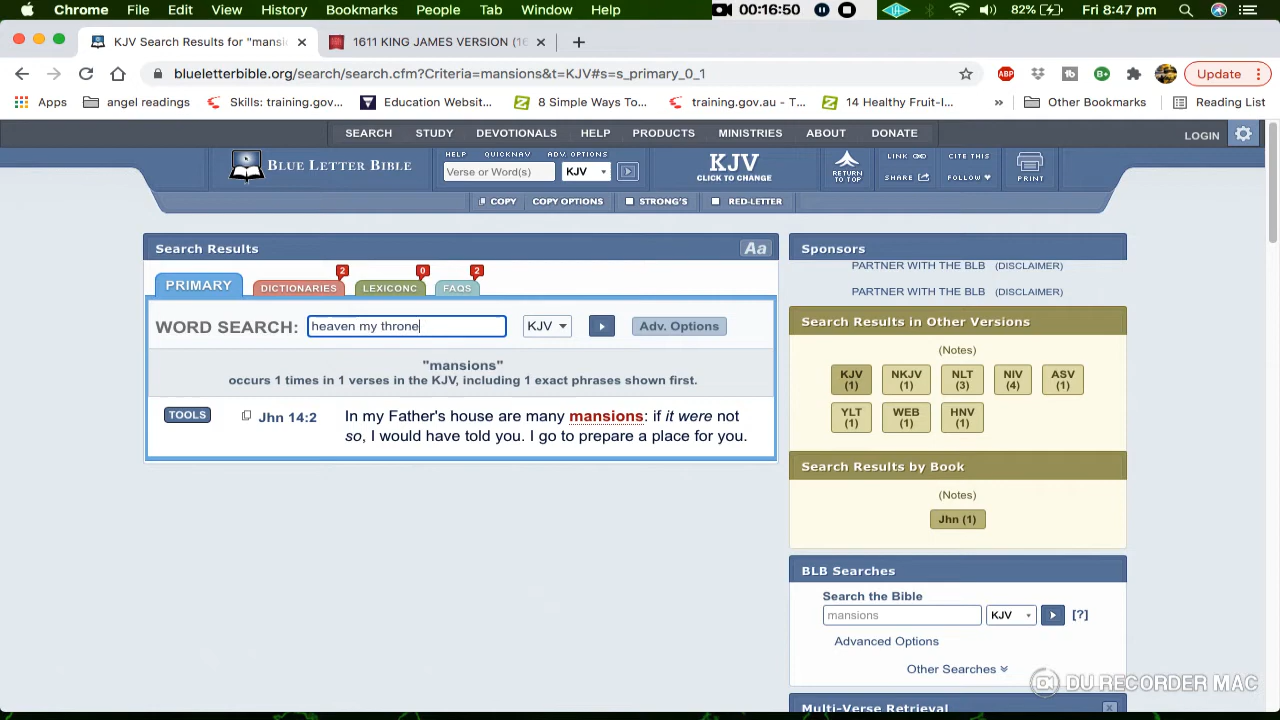 Chrome File Edit View History Bookmarks People Tab Window Help 00:16:50 82% Fri 8:47 pm
KJV Search Results for "mansi 1611 KING JAMES VERSION (16
blueletterbible.org/search/search.cfm?Criteria=mansions&t=KJV#s=s_primary_0_1 ABP Update
Apps angel readings Skills: training.gov... Education Websit... 8 Simple Ways To... training.gov.au - T... 14 Healthy Fruit-I... » Other Bookmarks Reading List
SEARCH STUDY DEVOTIONALS HELP PRODUCTS MINISTRIES ABOUT DONATE LOGIN
BLUE LETTER BIBLE
HELP QUICKNAV ADV. OPTIONS
Verse or Word(s) KJV
KJV
CLICK TO CHANGE
RETURN TO TOP
LINK CITE THIS
SHARE FOLLOW
PRINT
COPY COPY OPTIONS STRONG'S RED-LETTER
Search Results Aa
2 0 2
PRIMARY DICTIONARIES LEXICONC FAQS
WORD SEARCH: heaven my throne KJV Adv. Options
"mansions"
occurs 1 times in 1 verses in the KJV, including 1 exact phrases shown first.
TOOLS Jhn 14:2 In my Father's house are many mansions: if it were not
so, I would have told you. I go to prepare a place for you.
Sponsors
PARTNER WITH THE BLB (DISCLAIMER)
PARTNER WITH THE BLB (DISCLAIMER)
Search Results in Other Versions
(Notes)
KJV (1) NKJV (1) NLT (3) NIV (4) ASV (1)
YLT (1) WEB (1) HNV (1)
Search Results by Book
(Notes)
Jhn (1)
BLB Searches
Search the Bible
mansions KJV [?]
Advanced Options
Other Searches
Multi-Verse Retrieval
DU RECORDER MAC